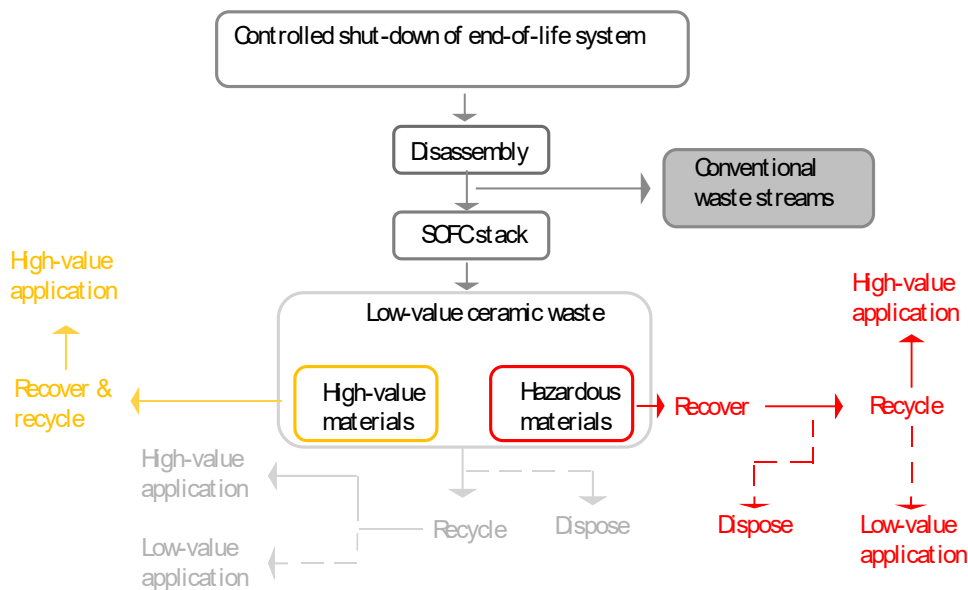 Controlled shut-down of end-of-life system
Disassembly
Conventional
waste streams
SOFC stack
High-value
application
High-value
application
Low-value ceramic waste
Recover &
recycle
High-value
materials
Hazardous
materials
Recover
Recycle
High-value
application
Recycle
Dispose
Dispose
Low-value
application
Low-value
application